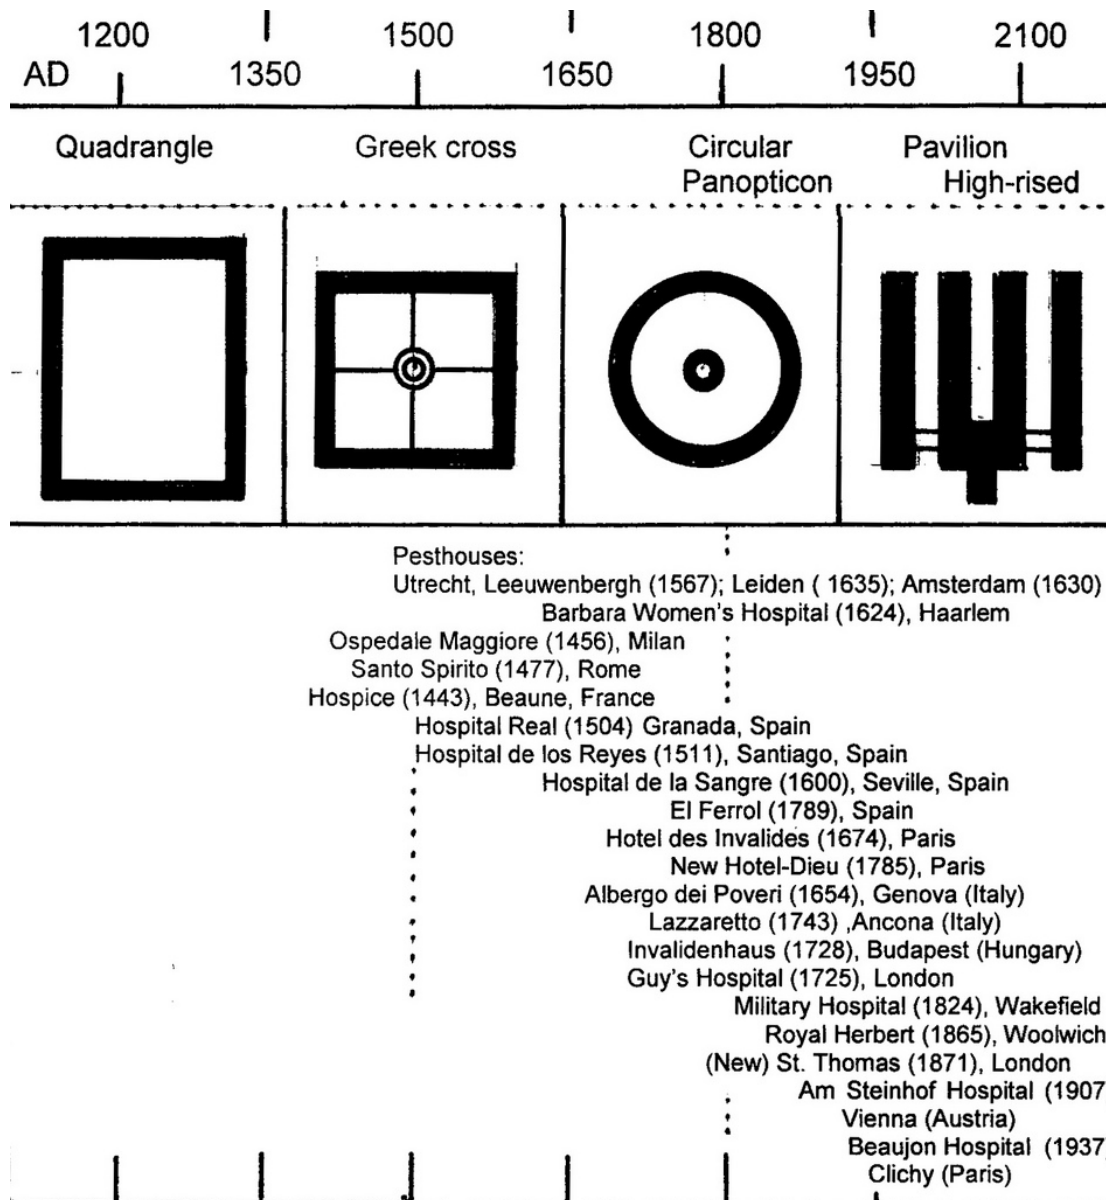 1200 1500 1800 2100
AD 1350 1650 1950
Quadrangle Greek cross Circular Pavilion
Panopticon High-rised
Pesthouses:
Utrecht, Leeuwenbergh (1567); Leiden ( 1635); Amsterdam (1630)
Barbara Women's Hospital (1624), Haarlem
Ospedale Maggiore (1456), Milan
Santo Spirito (1477), Rome
Hospice (1443), Beaune, France
Hospital Real (1504) Granada, Spain
Hospital de los Reyes (1511), Santiago, Spain
Hospital de la Sangre (1600), Seville, Spain
El Ferrol (1789), Spain
Hotel des Invalides (1674), Paris
New Hotel-Dieu (1785), Paris
Albergo dei Poveri (1654), Genova (Italy)
Lazzaretto (1743) ,Ancona (Italy)
Invalidenhaus (1728), Budapest (Hungary)
Guy's Hospital (1725), London
Military Hospital (1824), Wakefield
Royal Herbert (1865), Woolwich
(New) St. Thomas (1871), London
Am Steinhof Hospital (1907
Vienna (Austria)
Beaujon Hospital (1937
Clichy (Paris)